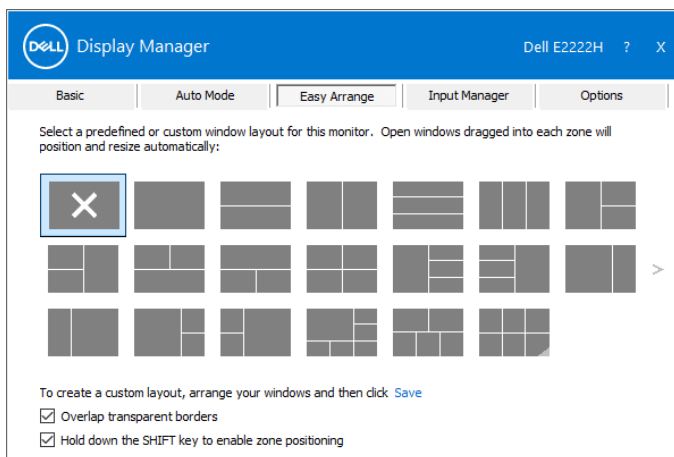 DELL Display Manager Dell E2222H ? X
Basic Auto Mode Easy Arrange Input Manager Options
Select a predefined or custom window layout for this monitor. Open windows dragged into each zone will
position and resize automatically:
>
To create a custom layout, arrange your windows and then click Save
Overlap transparent borders
Hold down the SHIFT key to enable zone positioning